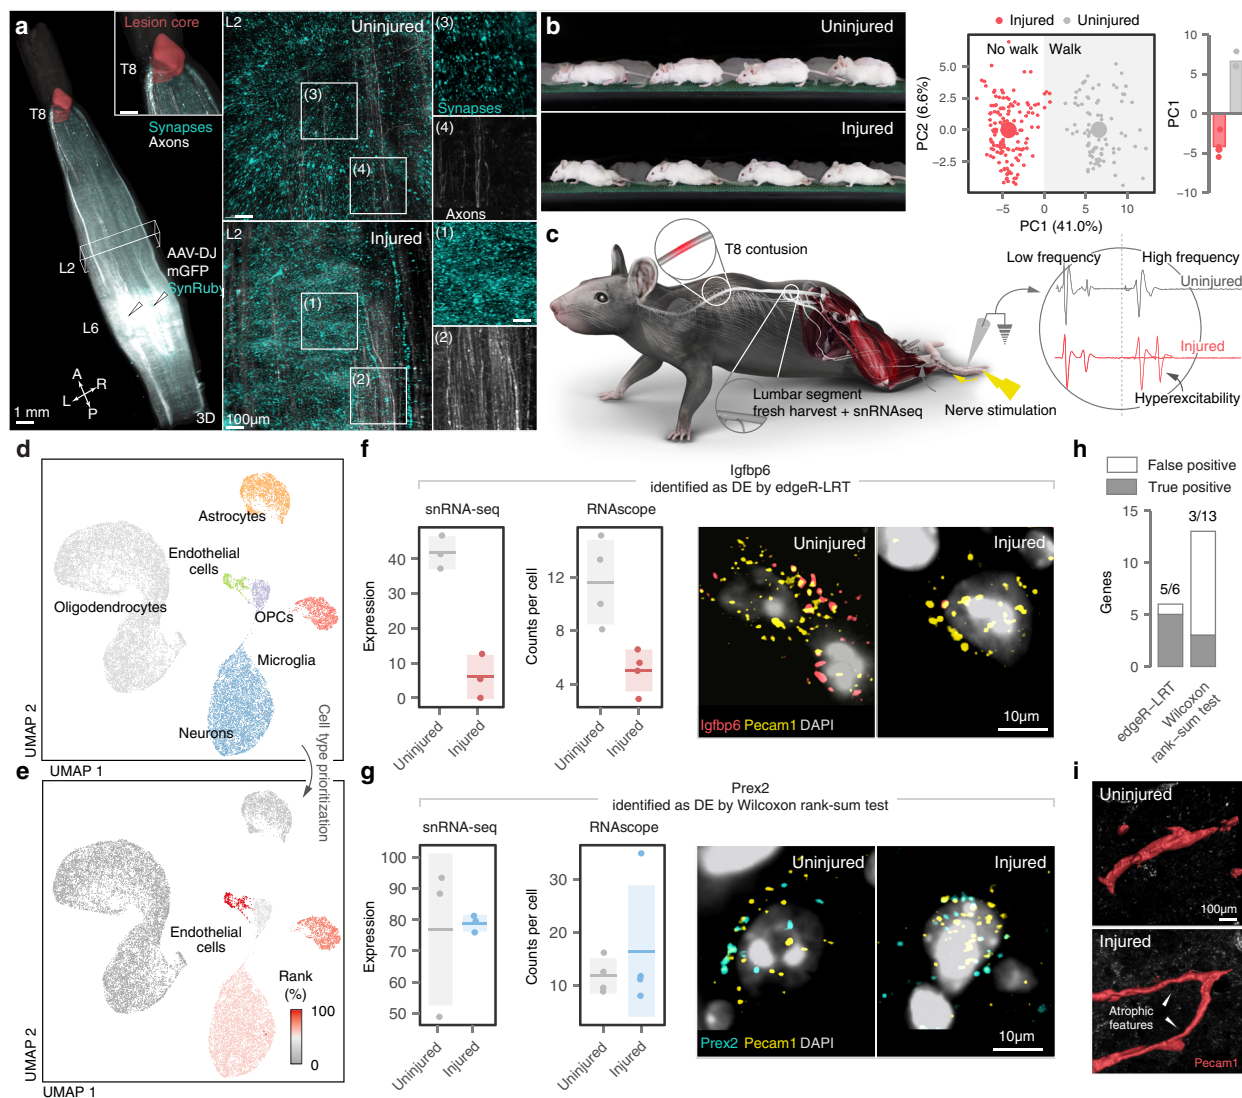 a
Lesion core
T8
T8
Synapses
Axons
L2
AAV-DJ
mGFP
SynRuby
L6
A
R
L
P
1 mm
3D
L2
Uninjured
(3)
(4)
(3)
Synapses
(4)
Axons
L2
Injured
(1)
(2)
100µm
(1)
(2)
b
Uninjured
Injured
Injured
Uninjured
No walk
Walk
PC2 (6.6%)
5.0
2.5
0.0
−2.5
−5
0
5
10
PC1 (41.0%)
PC1
10
5
0
−5
−10
c
T8 contusion
Lumbar segment
fresh harvest + snRNAseq
Nerve stimulation
Low frequency
High frequency
Uninjured
Injured
Hyperexcitability
d
Astrocytes
Endothelial
cells
Oligodendrocytes
OPCs
Microglia
Neurons
UMAP 2
UMAP 1
Cell type prioritization
e
Endothelial
cells
Rank
(%)
100
0
UMAP 2
UMAP 1
f
Igfbp6
identified as DE by edgeR-LRT
snRNA-seq
Expression
40
30
20
10
0
Uninjured
Injured
RNAscope
Counts per cell
12
8
4
Uninjured
Injured
Uninjured
Igfbp6 Pecam1 DAPI
Injured
10µm
g
Prex2
identified as DE by Wilcoxon rank-sum test
snRNA-seq
Expression
100
90
80
70
60
50
Uninjured
Injured
RNAscope
Counts per cell
30
20
10
Uninjured
Injured
Uninjured
Prex2 Pecam1 DAPI
Injured
10µm
h
False positive
True positive
Genes
15
10
5
0
5/6
3/13
edgeR−LRT
Wilcoxon
rank−sum test
i
Uninjured
100µm
Injured
Atrophic
features
Pecam1